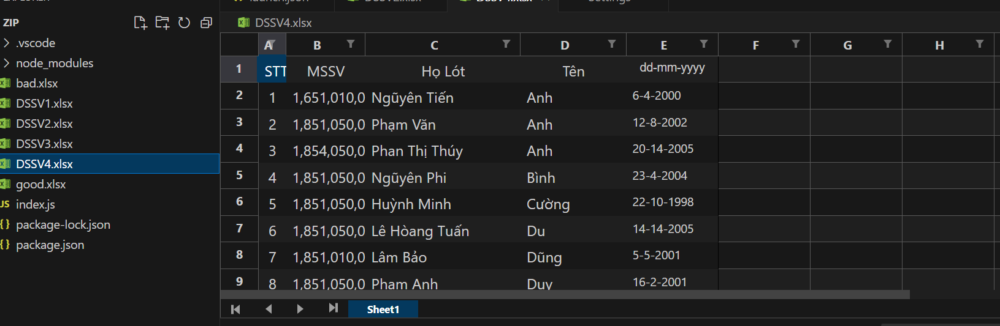 ZIP
.vscode
node_modules
bad.xlsx
DSSV1.xlsx
DSSV2.xlsx
DSSV3.xlsx
DSSV4.xlsx
good.xlsx
JS index.js
{} package-lock.json
{} package.json
DSSV4.xlsx
A B C D E F G H
1 STT MSSV Họ Lót Tên dd-mm-yyyy
2 1 1,651,010,0 Ngũyên Tiến Anh 6-4-2000
3 2 1,851,050,0 Phạm Văn Anh 12-8-2002
4 3 1,854,050,0 Phan Thị Thúy Anh 20-14-2005
5 4 1,851,050,0 Ngũyên Phi Bình 23-4-2004
6 5 1,851,050,0 Huỳnh Minh Cường 22-10-1998
7 6 1,851,050,0 Lê Hòang Tuấn Du 14-14-2005
8 7 1,851,010,0 Lâm Bảo Dũng 5-5-2001
9 8 1,851,050,0 Phạm Anh Duy 16-2-2001
Sheet1